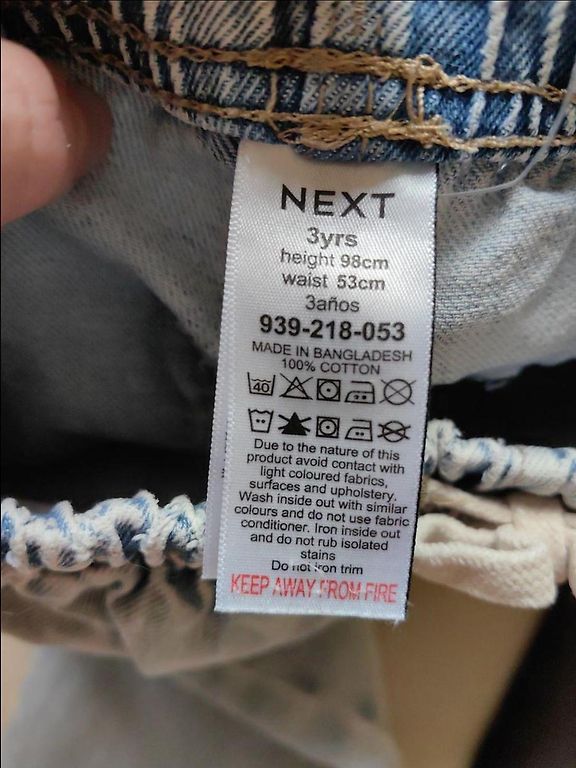 NEXT
3yrs
height 98cm
waist 53cm
3años
939-218-053
MADE IN BANGLADESH
100% COTTON
40
Due to the nature of this
product avoid contact with
light coloured fabrics,
surfaces and upholstery.
Wash inside out with similar
colours and do not use fabric
conditioner. Iron inside out
and do not rub isolated
stains
Do not iron trim
KEEP AWAY FROM FIRE